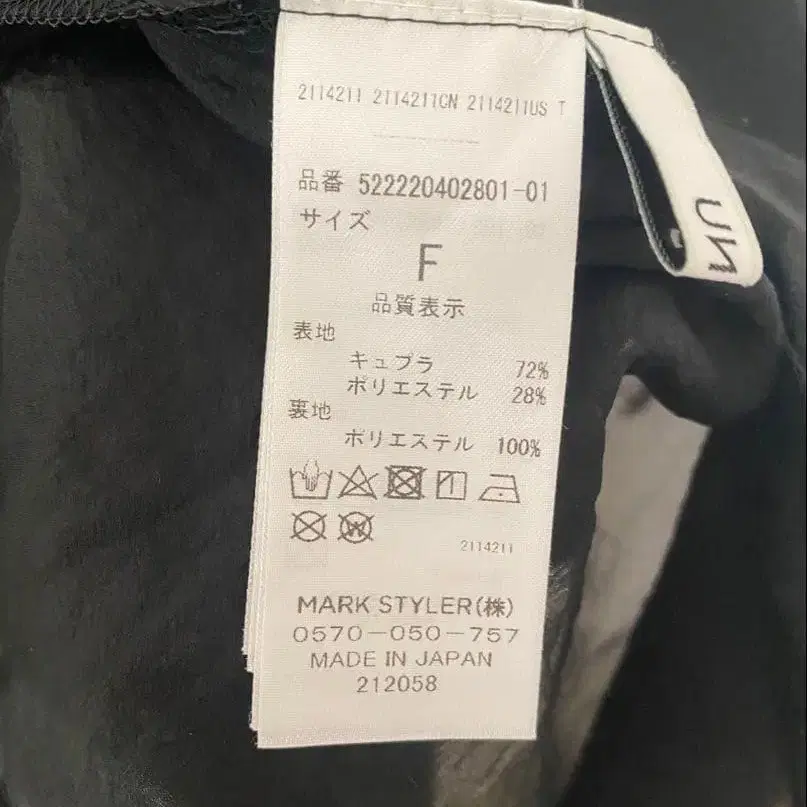 2114211 2114211CN 2114211US T
品番 522220402801-01
サイズ
F
品質表示
表地
キュプラ 72%
ポリエステル 28%
裏地
ポリエステル 100%
2114211
MARK STYLER(株)
0570-050-757
MADE IN JAPAN
212058
UN